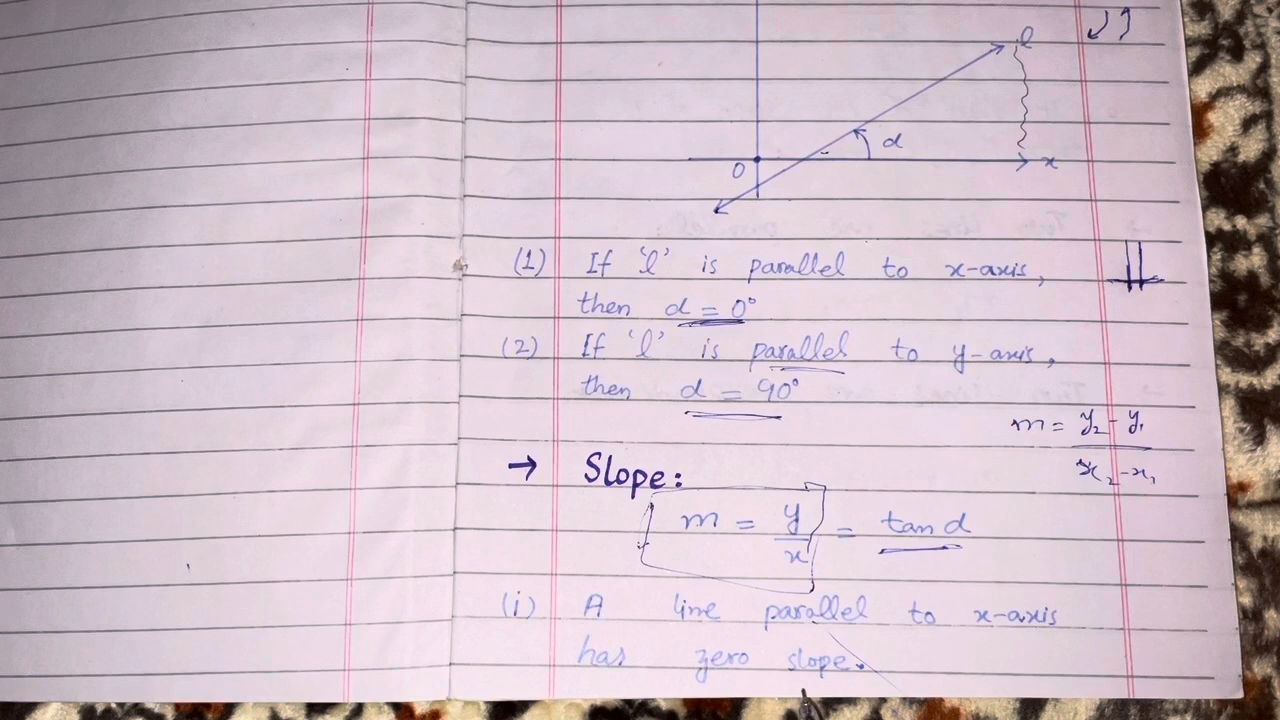 l
α
O
x
(1) If 'l' is parallel to x-axis,
then α = 0°
(2) If 'l' is parallel to y-axis,
then α = 90°
m = y₂ - y₁
x₂ - x₁
→ Slope:
m = y/x = tan α
(i) A line parallel to x-axis
has zero slope.